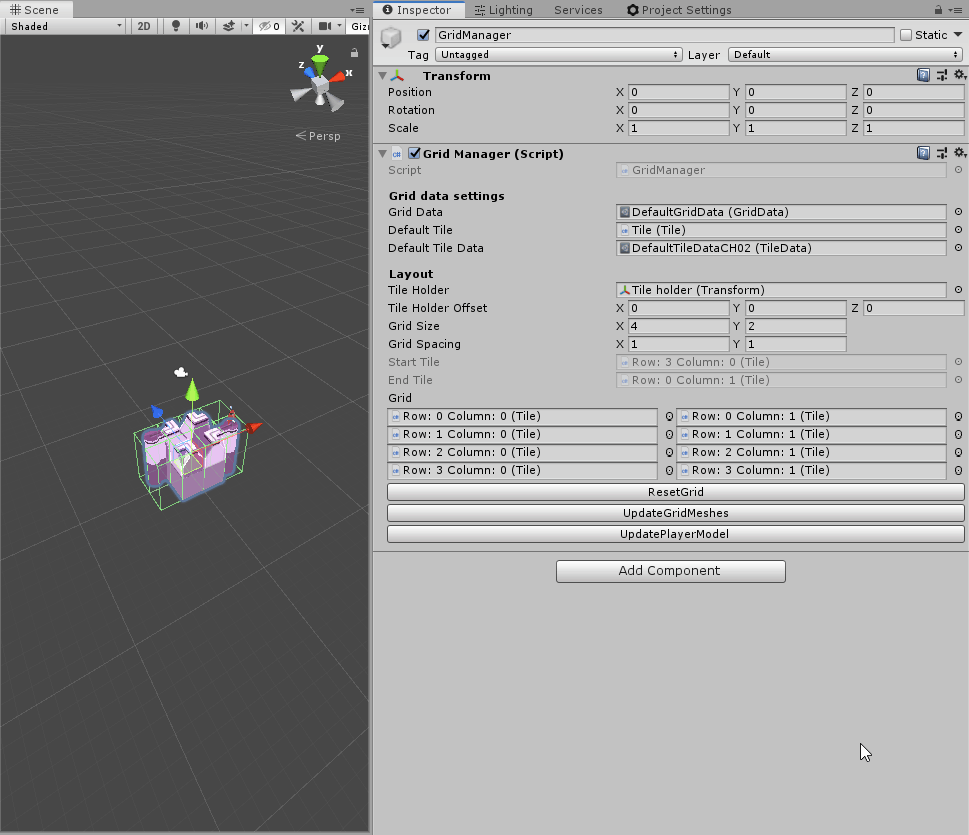 Scene
Inspector Lighting Services Project Settings
Shaded 2D 0
GridManager Static
Tag Untagged Layer Default
y
z x
Persp
Transform
Position X 0 Y 0 Z 0
Rotation X 0 Y 0 Z 0
Scale X 1 Y 1 Z 1
Grid Manager (Script)
Script GridManager
Grid data settings
Grid Data DefaultGridData (GridData)
Default Tile Tile (Tile)
Default Tile Data DefaultTileDataCH02 (TileData)
Layout
Tile Holder Tile holder (Transform)
Tile Holder Offset X 0 Y 0 Z 0
Grid Size X 4 Y 2
Grid Spacing X 1 Y 1
Start Tile Row: 3 Column: 0 (Tile)
End Tile Row: 0 Column: 1 (Tile)
Grid
Row: 0 Column: 0 (Tile) Row: 0 Column: 1 (Tile)
Row: 1 Column: 0 (Tile) Row: 1 Column: 1 (Tile)
Row: 2 Column: 0 (Tile) Row: 2 Column: 1 (Tile)
Row: 3 Column: 0 (Tile) Row: 3 Column: 1 (Tile)
ResetGrid
UpdateGridMeshes
UpdatePlayerModel
Add Component